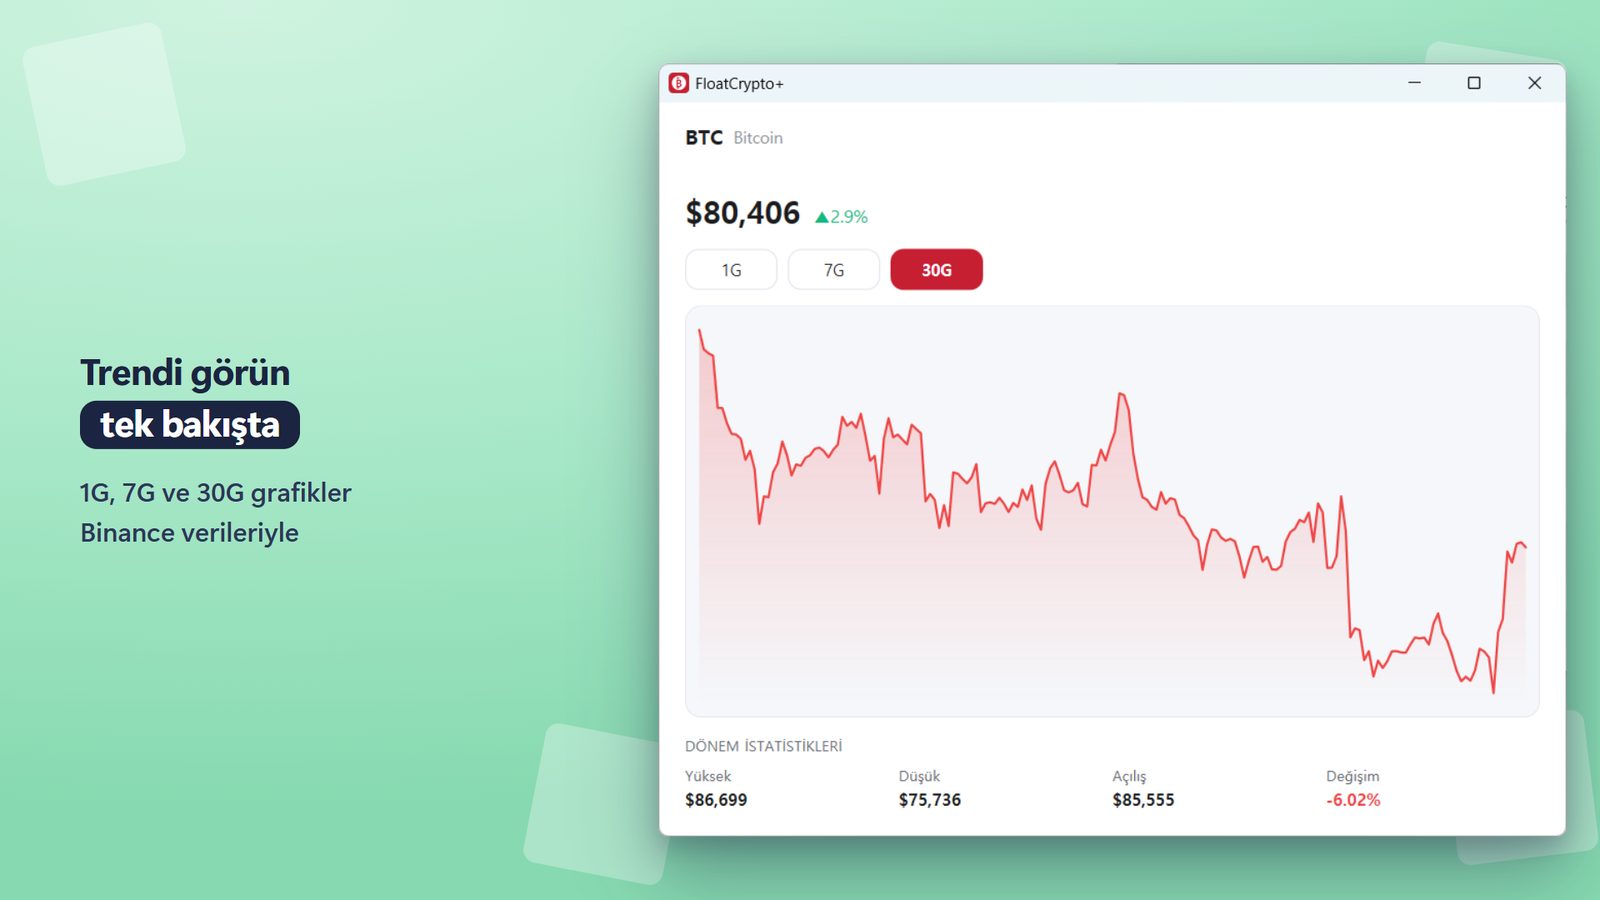 Trendi görün
tek bakışta
1G, 7G ve 30G grafikler
Binance verileriyle
FloatCrypto+
BTC Bitcoin
$80,406 ▲2.9%
1G 7G 30G
DÖNEM İSTATİSTİKLERİ
Yüksek Düşük Açılış Değişim
$86,699 $75,736 $85,555 -6.02%